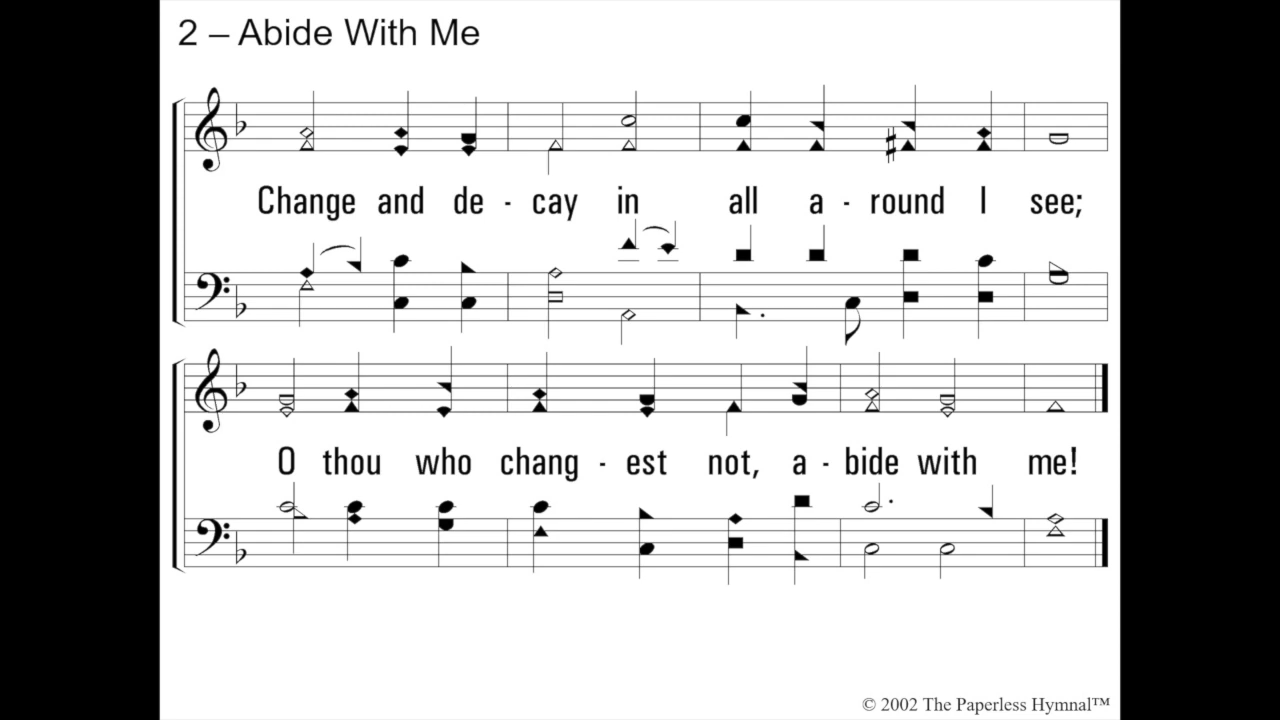 2 – Abide With Me
Change and de - cay in all a - round I see;
O thou who chang - est not, a - bide with me!
© 2002 The Paperless Hymnal™